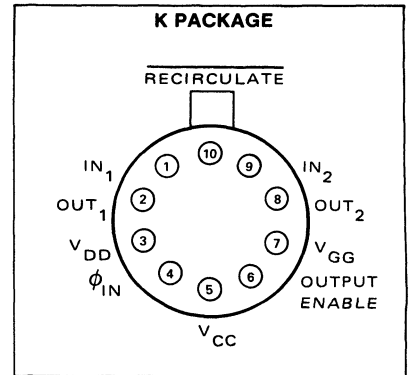 K PACKAGE
RECIRCULATE
10
IN1 1 9 IN2
OUT1 2 8 OUT2
VDD 3 7 VGG
ϕIN 4 6 OUTPUT
5 ENABLE
VCC